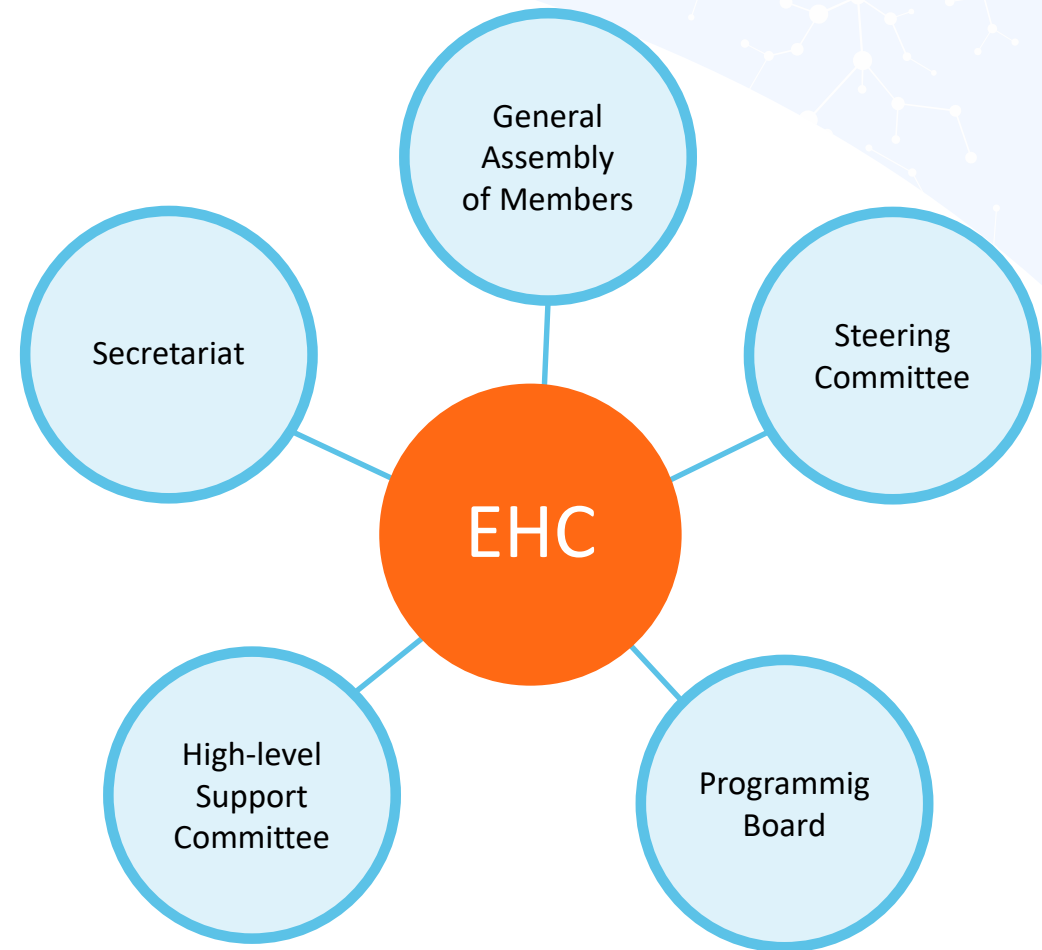 General
Assembly
of Members
Secretariat
Steering
Committee
EHC
High-level
Support
Committee
Programmig
Board